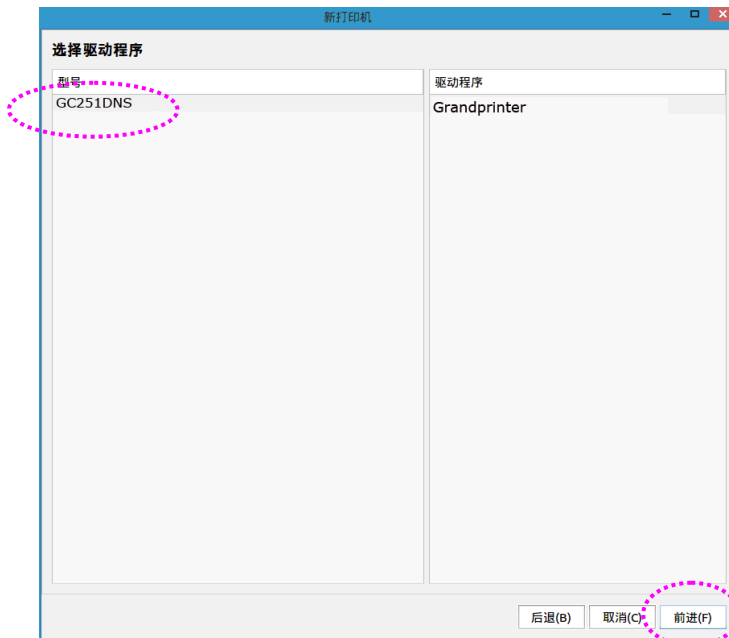 新打印机
选择驱动程序
型号
驱动程序
GC251DNS
Grandprinter
后退(B)
取消(C)
前进(F)